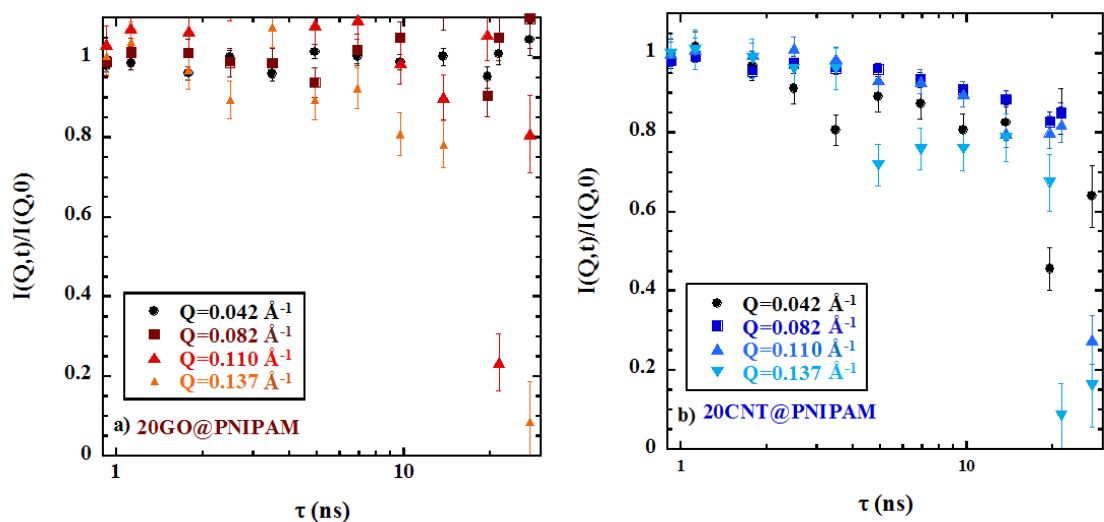 I(Q,t)/I(Q,0)
1
0.8
0.6
0.4
0.2
0
Q=0.042 Å⁻¹
Q=0.082 Å⁻¹
Q=0.110 Å⁻¹
Q=0.137 Å⁻¹
a) 20GO@PNIPAM
1
10
τ (ns)
I(Q,t)/I(Q,0)
1
0.8
0.6
0.4
0.2
0
Q=0.042 Å⁻¹
Q=0.082 Å⁻¹
Q=0.110 Å⁻¹
Q=0.137 Å⁻¹
b) 20CNT@PNIPAM
1
10
τ (ns)